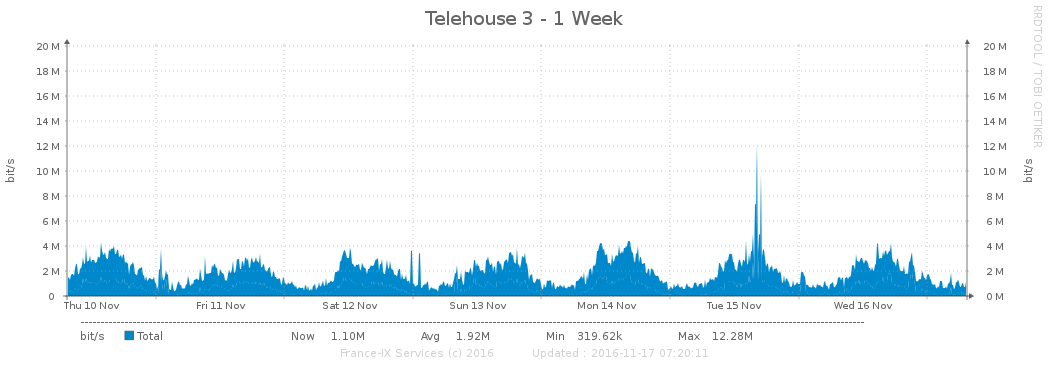 Telehouse 3 - 1 Week
RRDTOOL / TOBI OETIKER
20 M 20 M
18 M 18 M
16 M 16 M
14 M 14 M
12 M 12 M
10 M 10 M
8 M 8 M
6 M 6 M
4 M 4 M
2 M 2 M
0 0 M
bit/s bit/s
Thu 10 Nov Fri 11 Nov Sat 12 Nov Sun 13 Nov Mon 14 Nov Tue 15 Nov Wed 16 Nov
bit/s Total Now 1.10M Avg 1.92M Min 319.62k Max 12.28M
France-IX Services (c) 2016 Updated : 2016-11-17 07:20:11